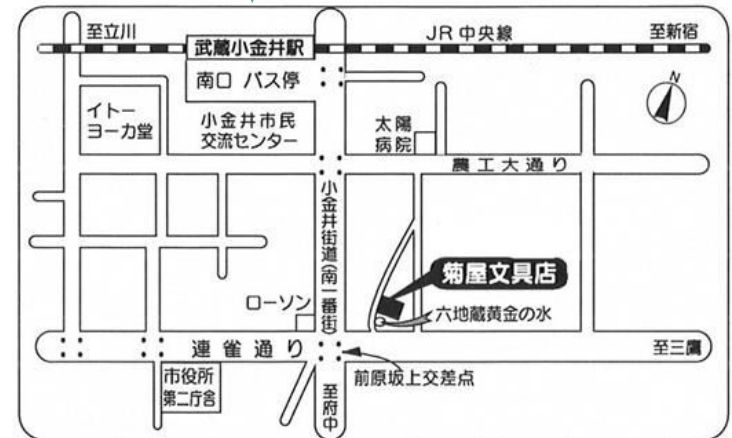 至立川
武蔵小金井駅
JR中央線
至新宿
南口 バス停
N
イトー
ヨーカ堂
小金井市民
交流センター
太陽
病院
農工大通り
小金井街道(南一番街)
菊屋文具店
ローソン
六地蔵黄金の水
連雀通り
至三鷹
市役所
第二庁舎
前原坂上交差点
至府中